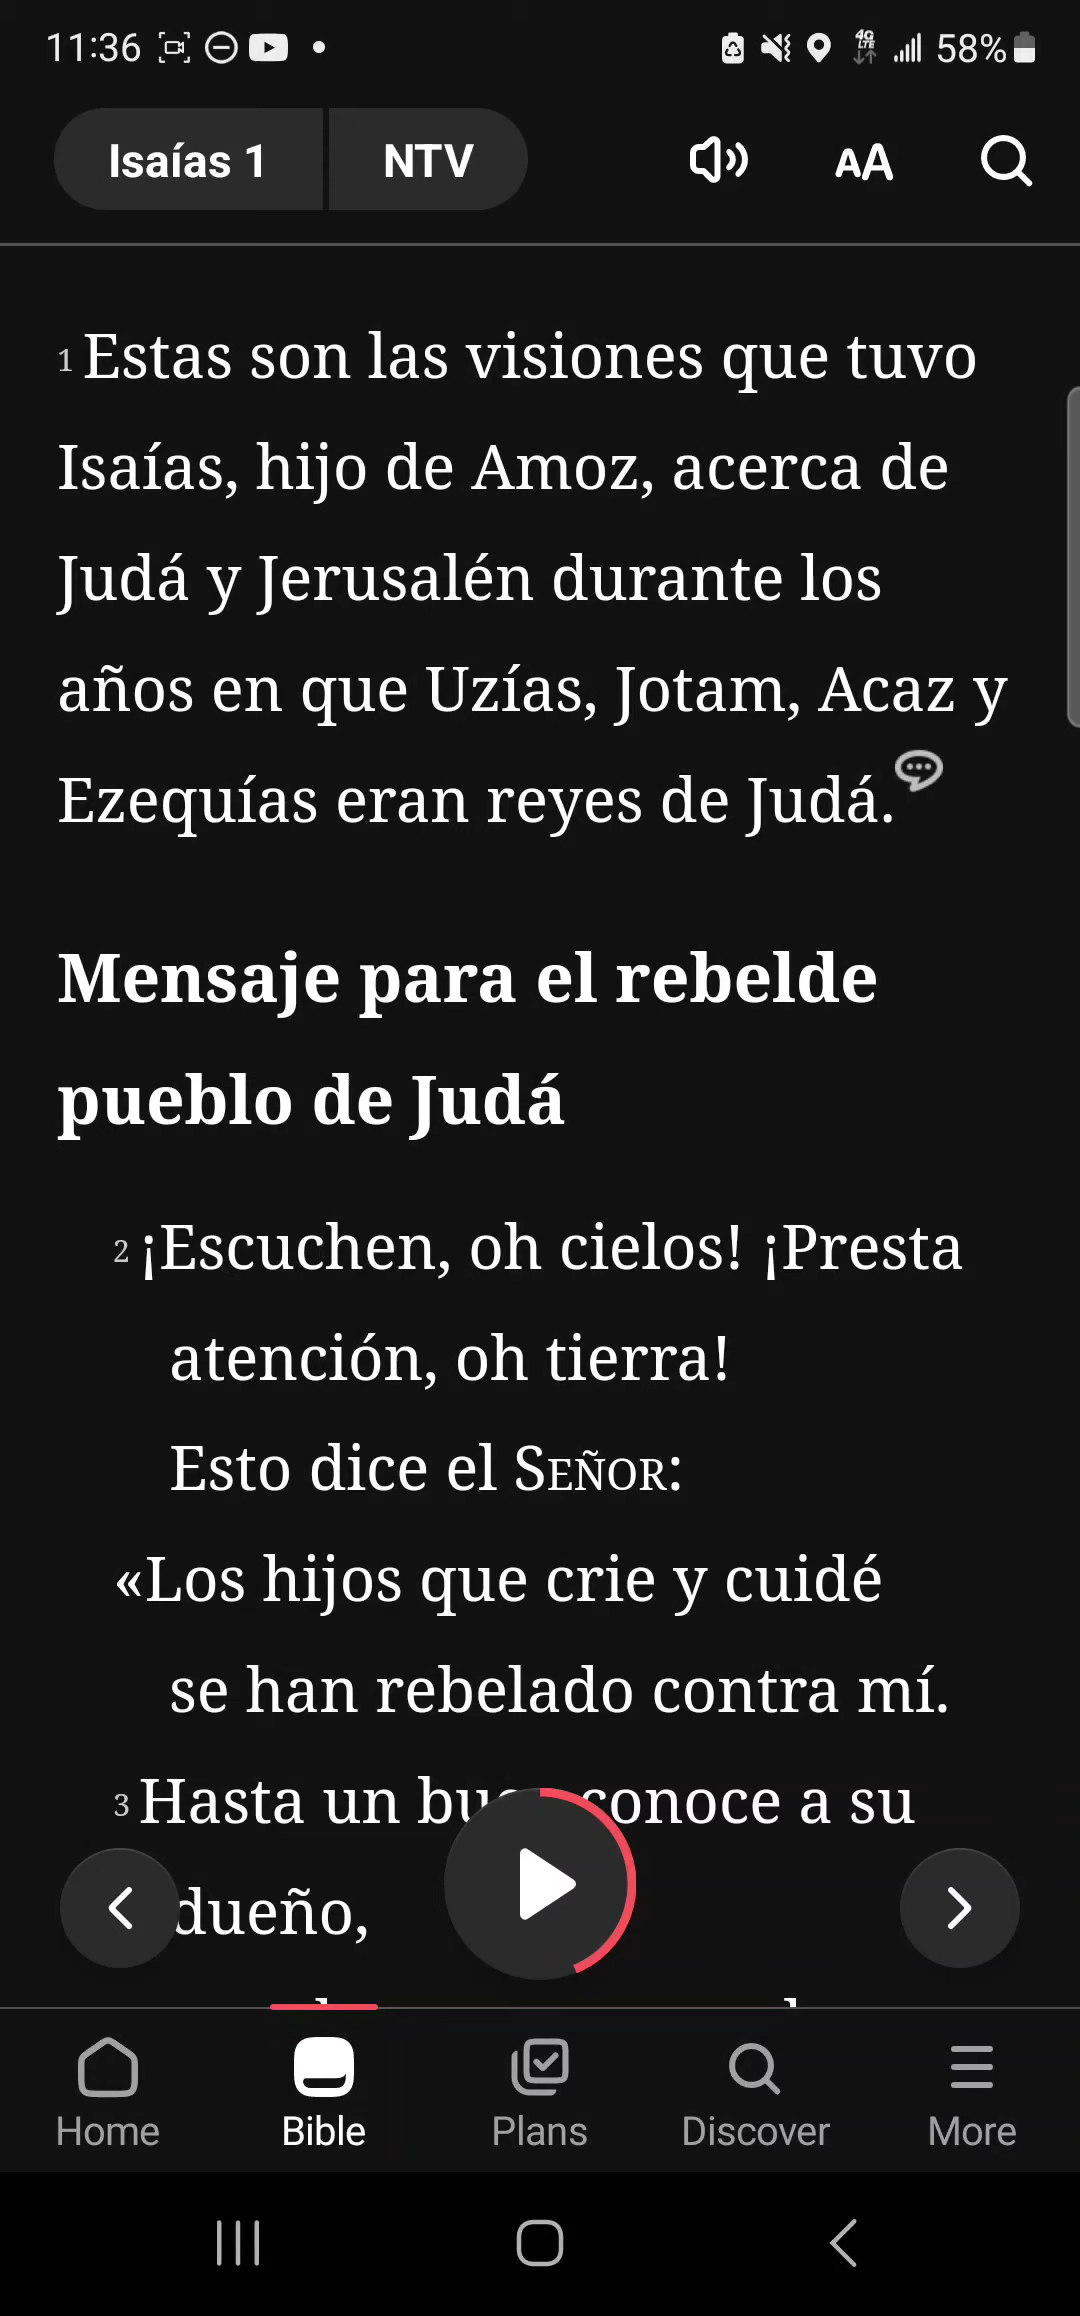 11:36
4G LTE
58%
Isaías 1
NTV
AA
1 Estas son las visiones que tuvo
Isaías, hijo de Amoz, acerca de
Judá y Jerusalén durante los
años en que Uzías, Jotam, Acaz y
Ezequías eran reyes de Judá.
Mensaje para el rebelde
pueblo de Judá
2 ¡Escuchen, oh cielos! ¡Presta
atención, oh tierra!
Esto dice el SEÑOR:
«Los hijos que crie y cuidé
se han rebelado contra mí.
3 Hasta un conoce a su
dueño,
Home
Bible
Plans
Discover
More